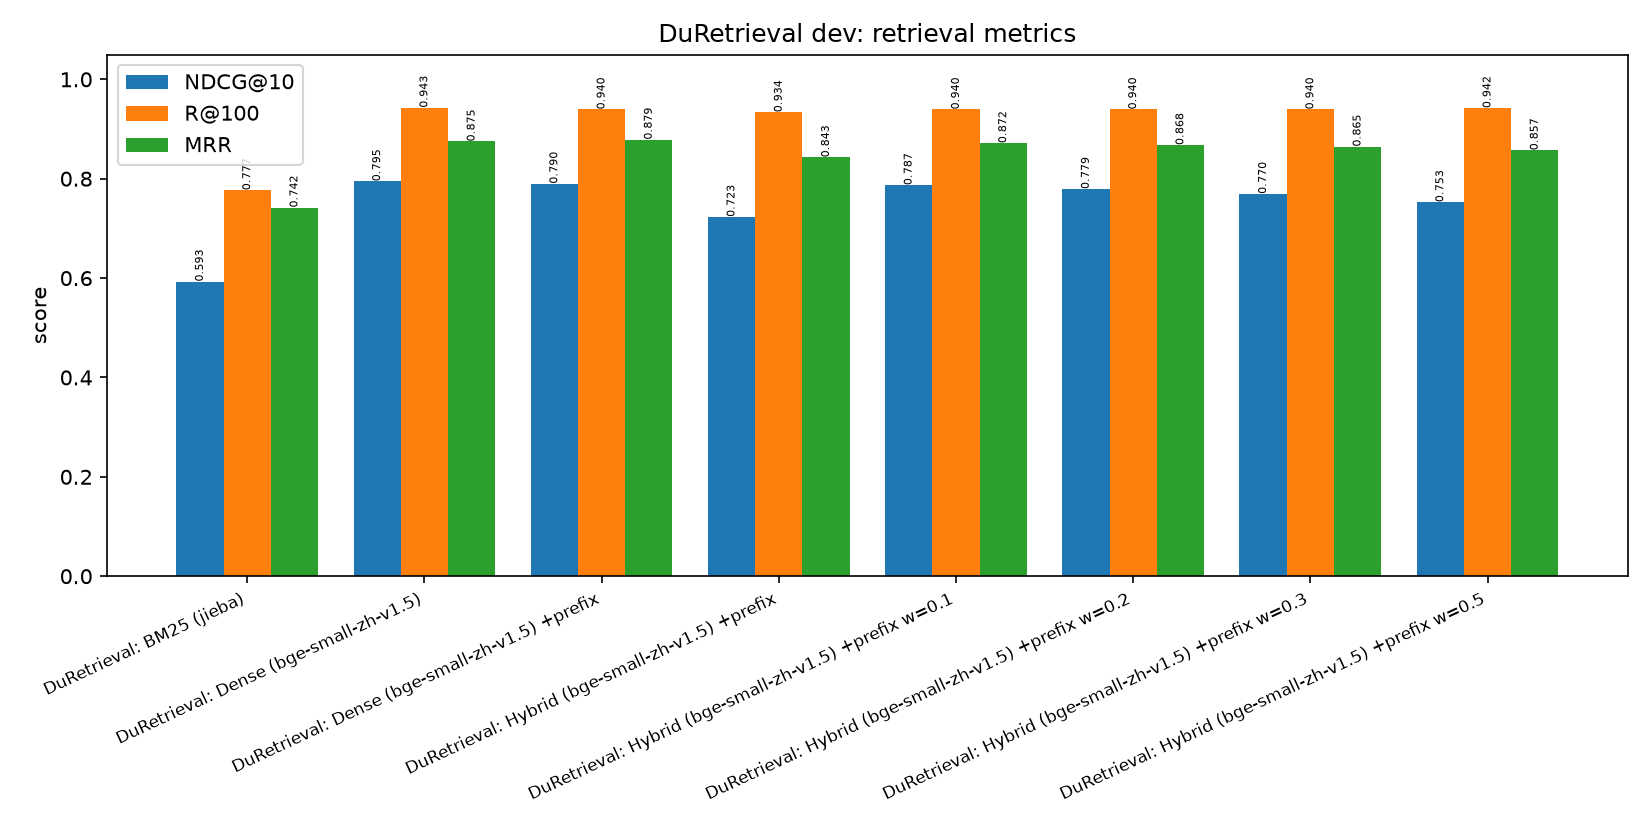 DuRetrieval dev: retrieval metrics
NDCG@10
R@100
MRR
score
1.0
0.8
0.6
0.4
0.2
0.0
0.593
0.777
0.742
0.795
0.943
0.875
0.790
0.940
0.879
0.723
0.934
0.843
0.787
0.940
0.872
0.779
0.940
0.868
0.770
0.940
0.865
0.753
0.942
0.857
DuRetrieval: BM25 (jieba)
DuRetrieval: Dense (bge-small-zh-v1.5)
DuRetrieval: Dense (bge-small-zh-v1.5) +prefix
DuRetrieval: Hybrid (bge-small-zh-v1.5) +prefix
DuRetrieval: Hybrid (bge-small-zh-v1.5) +prefix w=0.1
DuRetrieval: Hybrid (bge-small-zh-v1.5) +prefix w=0.2
DuRetrieval: Hybrid (bge-small-zh-v1.5) +prefix w=0.3
DuRetrieval: Hybrid (bge-small-zh-v1.5) +prefix w=0.5